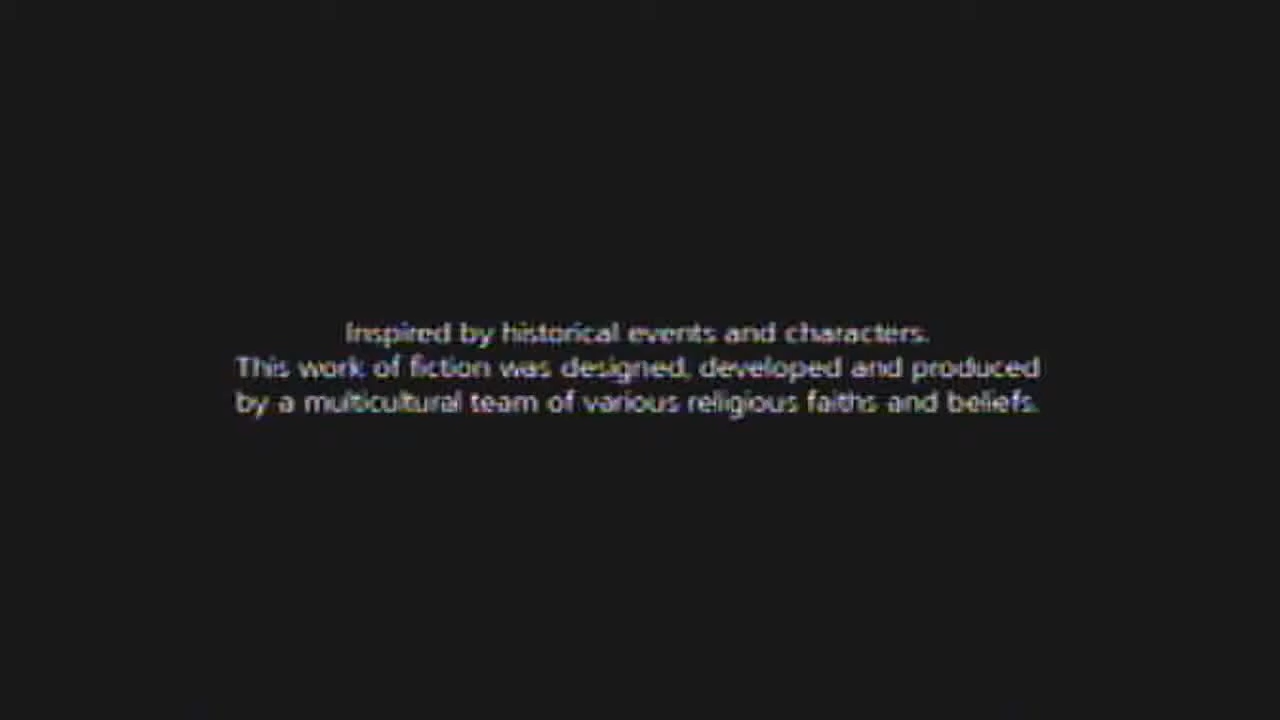 Inspired by historical events and characters.
This work of fiction was designed, developed and produced
by a multicultural team of various religious faiths and beliefs.